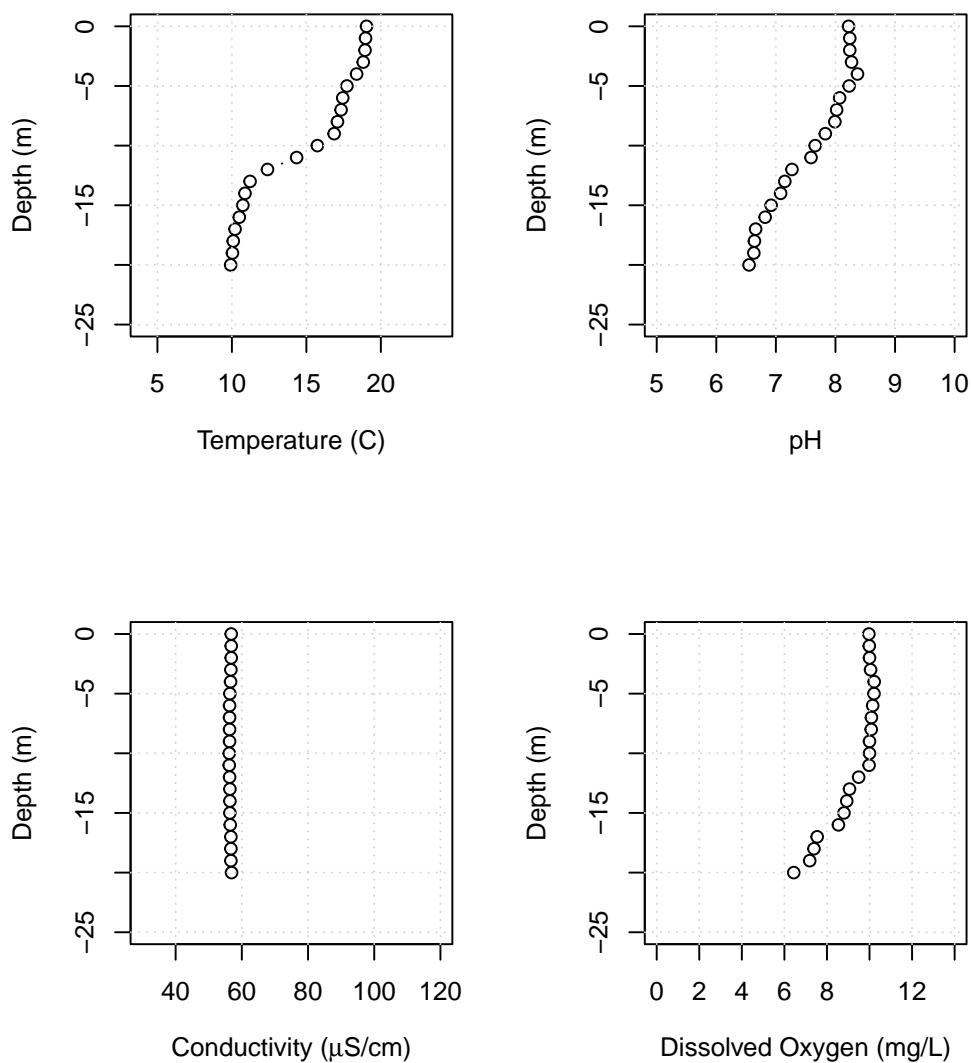 0
−5
−15
−25
Depth (m)
5 10 15 20
Temperature (C)
0
−5
−15
−25
Depth (m)
5 6 7 8 9 10
pH
0
−5
−15
−25
Depth (m)
40 60 80 100 120
Conductivity (μS/cm)
0
−5
−15
−25
Depth (m)
0 2 4 6 8 12
Dissolved Oxygen (mg/L)